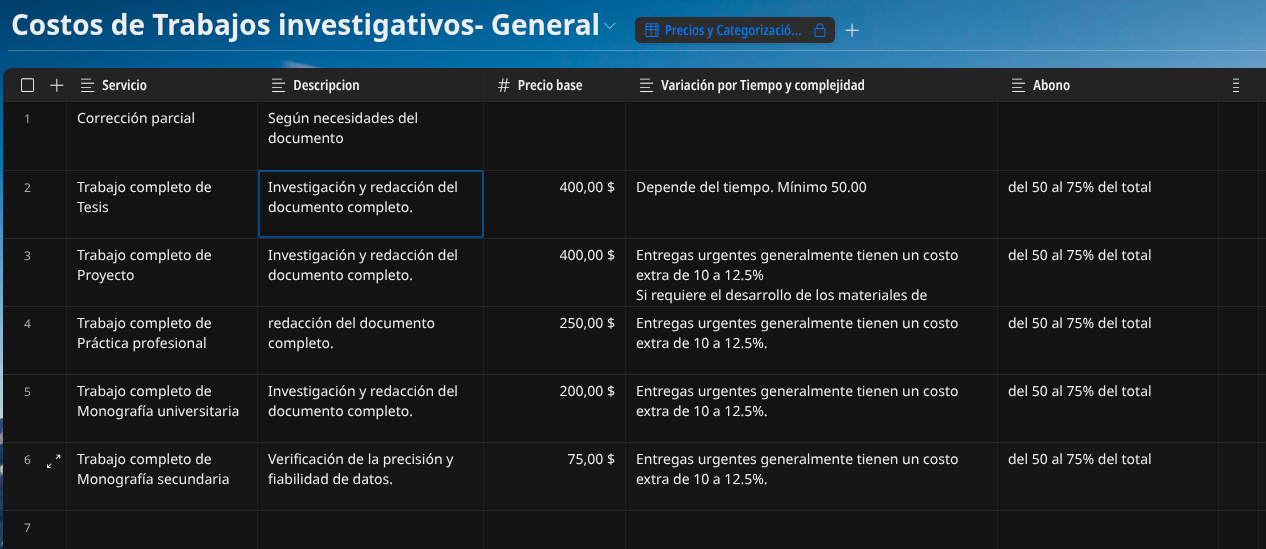 Costos de Trabajos investigativos- General
Precios y Categorizació...
Servicio
Descripcion
# Precio base
Variación por Tiempo y complejidad
Abono
1
Corrección parcial
Según necesidades del
documento
2
Trabajo completo de
Tesis
Investigación y redacción del
documento completo.
400,00 $
Depende del tiempo. Mínimo 50.00
del 50 al 75% del total
3
Trabajo completo de
Proyecto
Investigación y redacción del
documento completo.
400,00 $
Entregas urgentes generalmente tienen un costo
extra de 10 a 12.5%
Si requiere el desarrollo de los materiales de
del 50 al 75% del total
4
Trabajo completo de
Práctica profesional
redacción del documento
completo.
250,00 $
Entregas urgentes generalmente tienen un costo
extra de 10 a 12.5%.
del 50 al 75% del total
5
Trabajo completo de
Monografía universitaria
Investigación y redacción del
documento completo.
200,00 $
Entregas urgentes generalmente tienen un costo
extra de 10 a 12.5%.
del 50 al 75% del total
6
Trabajo completo de
Monografía secundaria
Verificación de la precisión y
fiabilidad de datos.
75,00 $
Entregas urgentes generalmente tienen un costo
extra de 10 a 12.5%.
del 50 al 75% del total
7